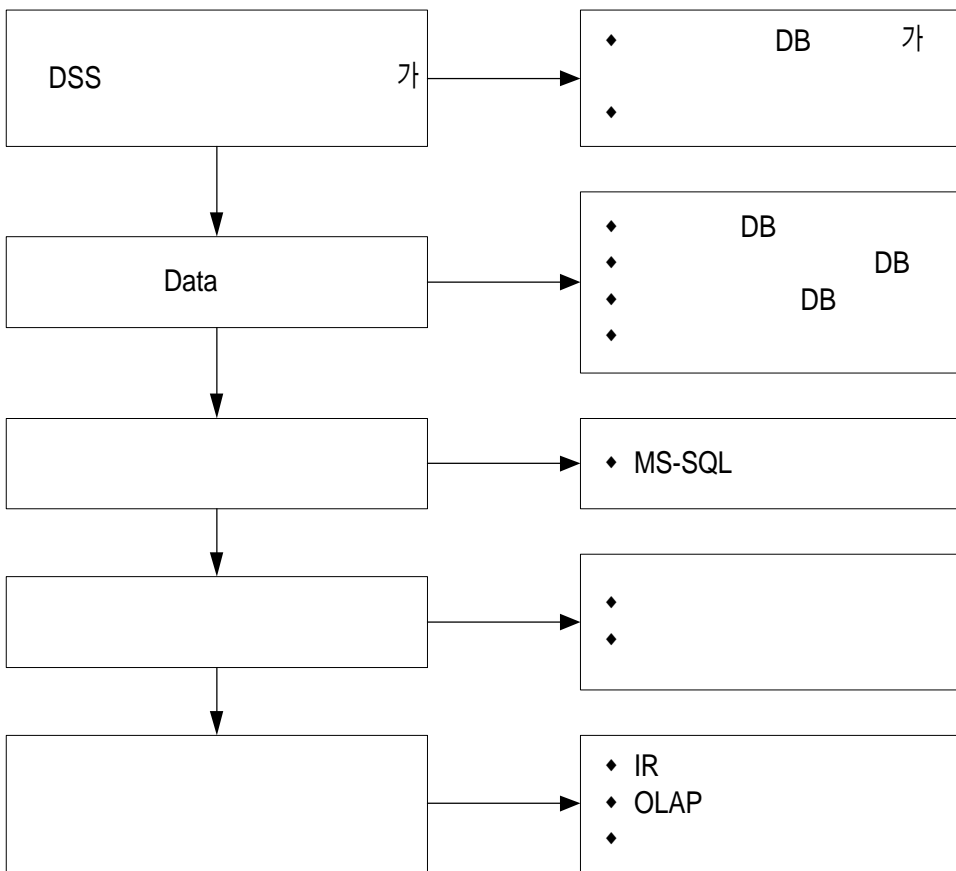 DSS 가
◆ DB 가
◆
Data
◆ DB
◆ DB
◆ DB
◆
◆ MS-SQL
◆
◆
◆ IR
◆ OLAP
◆